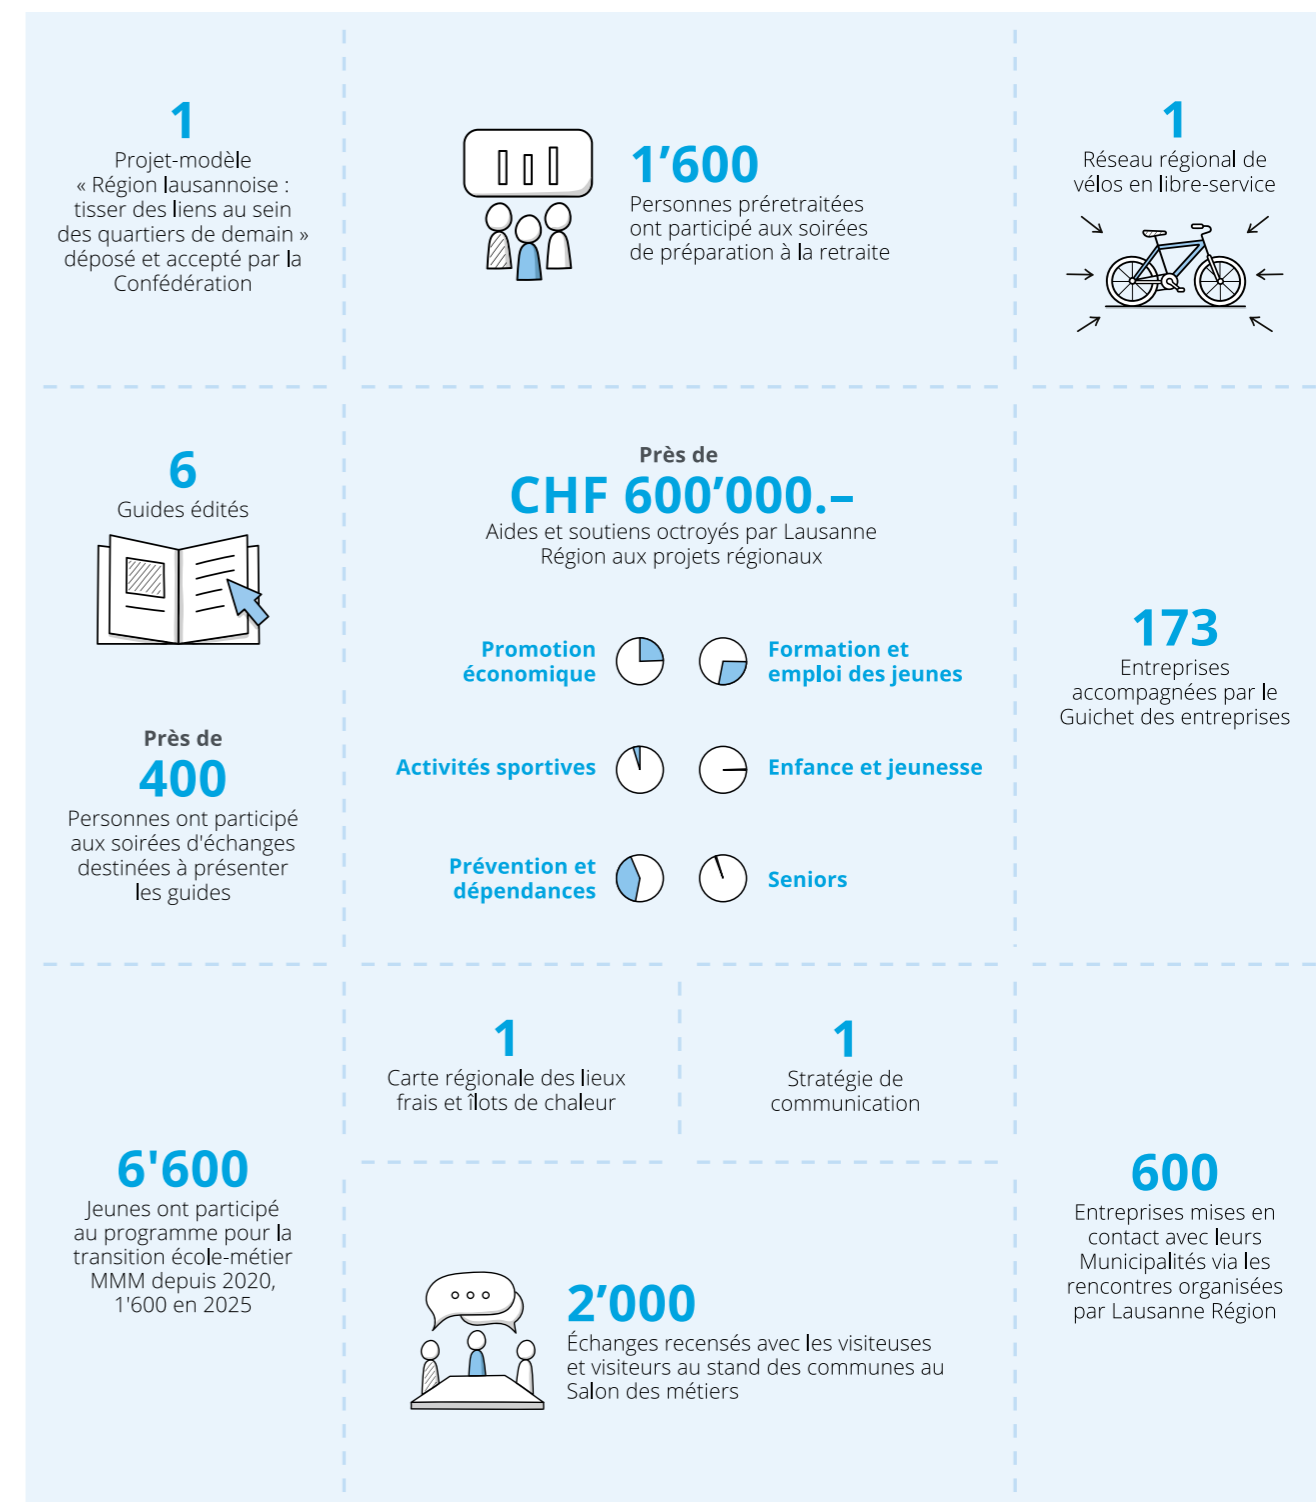 1
Projet-modèle
« Région lausannoise :
tisser des liens au sein
des quartiers de demain »
déposé et accepté par la
Confédération
1’600
Personnes préretraitées
ont participé aux soirées
de préparation à la retraite
1
Réseau régional de
vélos en libre-service
6
Guides édités
Près de
400
Personnes ont participé
aux soirées d'échanges
destinées à présenter
les guides
Près de
CHF 600’000.–
Aides et soutiens octroyés par Lausanne
Région aux projets régionaux
Promotion
économique
Formation et
emploi des jeunes
Activités sportives
Enfance et jeunesse
Prévention et
dépendances
Seniors
173
Entreprises
accompagnées par le
Guichet des entreprises
6'600
Jeunes ont participé
au programme pour la
transition école-métier
MMM depuis 2020,
1'600 en 2025
1
Carte régionale des lieux
frais et îlots de chaleur
1
Stratégie de
communication
2’000
Échanges recensés avec les visiteuses
et visiteurs au stand des communes au
Salon des métiers
600
Entreprises mises en
contact avec leurs
Municipalités via les
rencontres organisées
par Lausanne Région